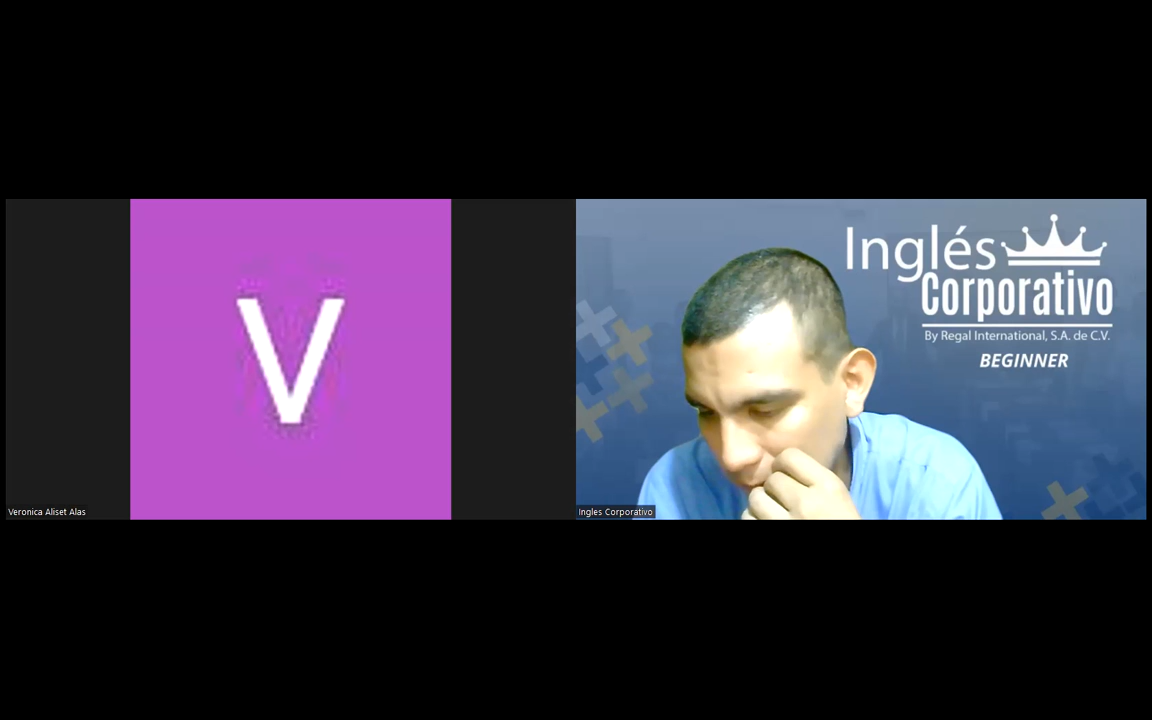 V
Veronica Aliset Alas
Inglés
Corporativo
By Regal International, S.A. de C.V.
BEGINNER
Ingles Corporativo